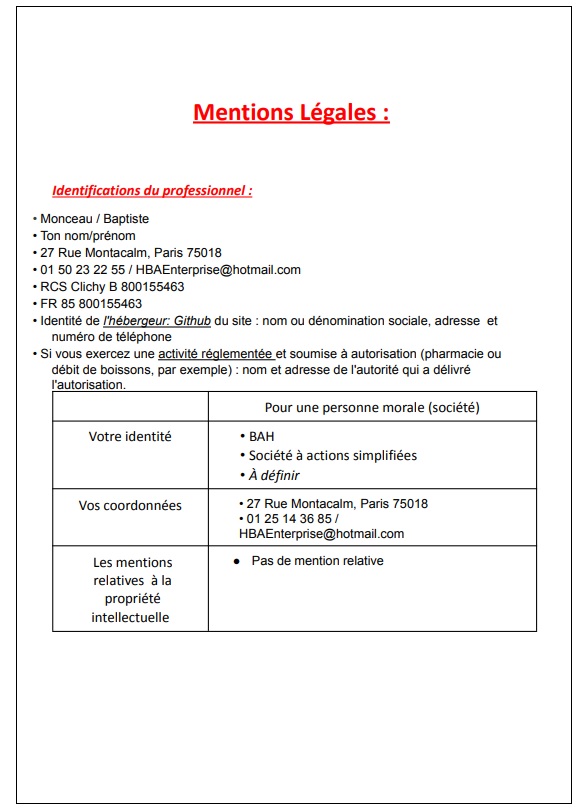 Mentions Légales :
Identifications du professionnel :
• Monceau / Baptiste
• Ton nom/prénom
• 27 Rue Montacalm, Paris 75018
• 01 50 23 22 55 / HBAEnterprise@hotmail.com
• RCS Clichy B 800155463
• FR 85 800155463
• Identité de l'hébergeur: Github du site : nom ou dénomination sociale, adresse et
numéro de téléphone
• Si vous exercez une activité réglementée et soumise à autorisation (pharmacie ou
débit de boissons, par exemple) : nom et adresse de l'autorité qui a délivré
l'autorisation.
Pour une personne morale (société)
Votre identité
• BAH
• Société à actions simplifiées
• À définir
Vos coordonnées
• 27 Rue Montacalm, Paris 75018
• 01 25 14 36 85 /
HBAEnterprise@hotmail.com
Les mentions
relatives à la
propriété
intellectuelle
● Pas de mention relative